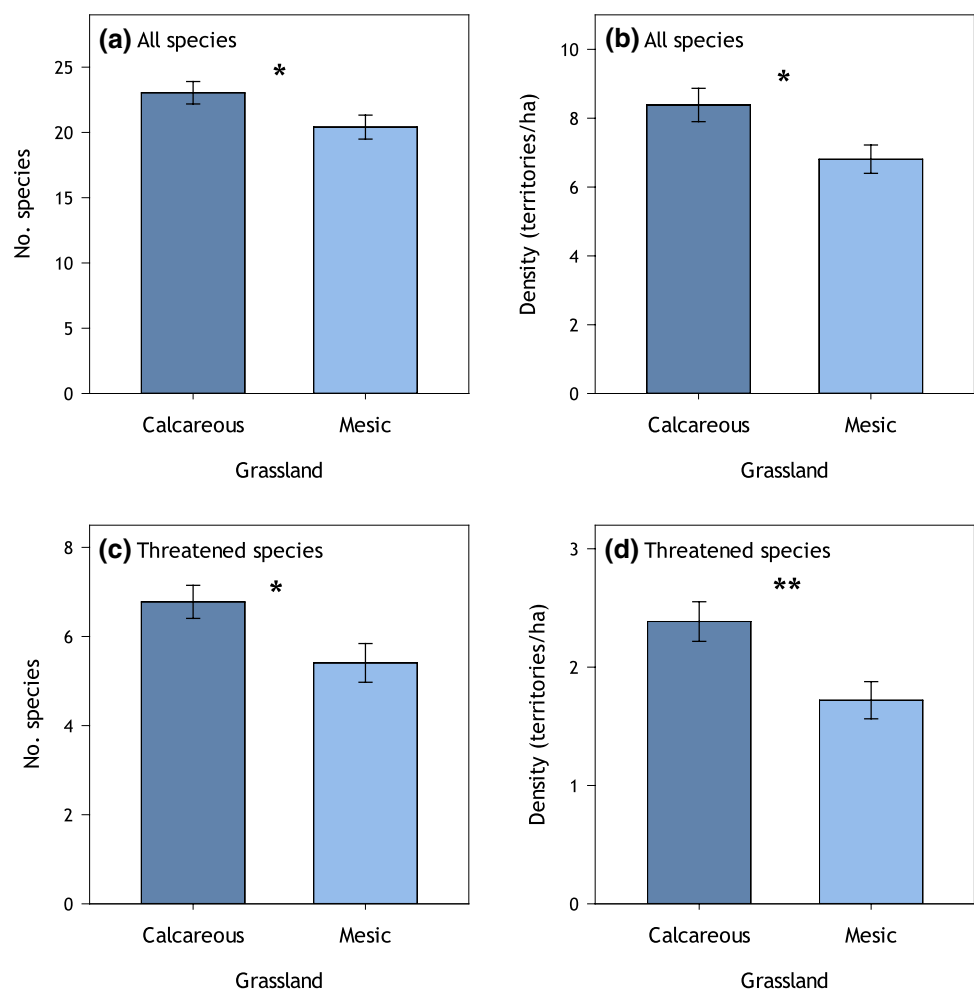 (a) All species
*
No. species
25
20
15
10
5
0
Calcareous
Mesic
Grassland
(b) All species
*
Density (territories/ha)
10
8
6
4
2
0
Calcareous
Mesic
Grassland
(c) Threatened species
*
No. species
8
6
4
2
0
Calcareous
Mesic
Grassland
(d) Threatened species
**
Density (territories/ha)
3
2
1
0
Calcareous
Mesic
Grassland